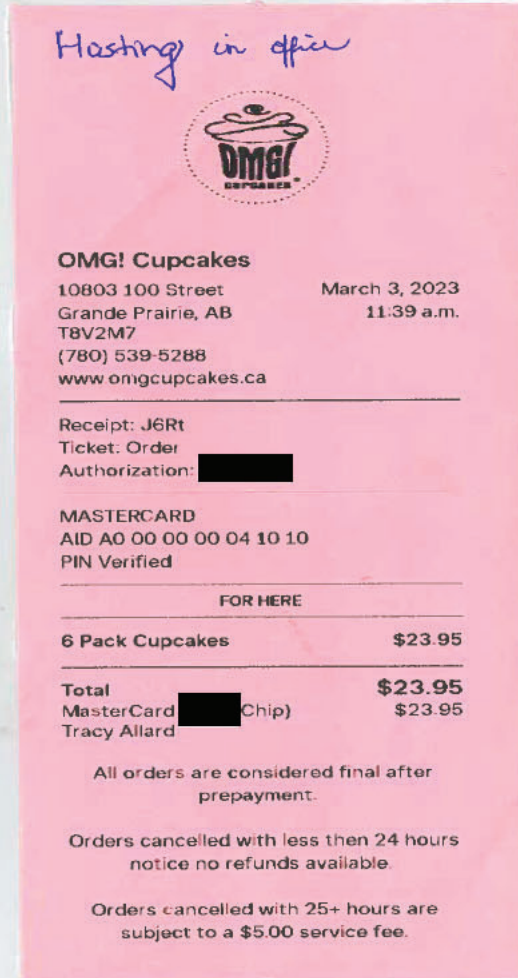 Hosting in office
OMG!
CUPCAKES
OMG! Cupcakes
10803 100 Street March 3, 2023
Grande Prairie, AB 11:39 a.m.
T8V2M7
(780) 539-5288
www.omgcupcakes.ca
Receipt: J6Rt
Ticket: Order
Authorization:
MASTERCARD
AID A0 00 00 00 04 10 10
PIN Verified
FOR HERE
6 Pack Cupcakes $23.95
Total $23.95
MasterCard Chip) $23.95
Tracy Allard
All orders are considered final after
prepayment.
Orders cancelled with less then 24 hours
notice no refunds available.
Orders cancelled with 25+ hours are
subject to a $5.00 service fee.